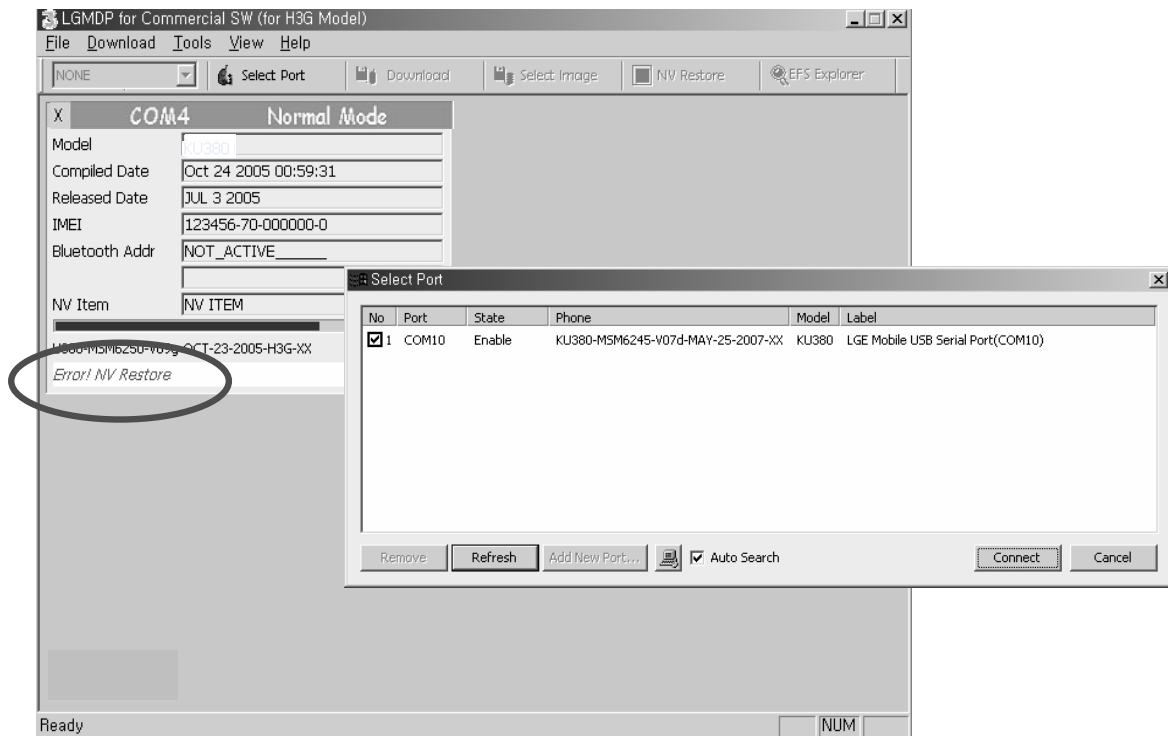 LGMDP for Commercial SW (for H3G Model)
File Download Tools View Help
NONE Select Port Download Select Image NV Restore EFS Explorer
X COM4 Normal Mode
Model KU380
Compiled Date Oct 24 2005 00:59:31
Released Date JUL 3 2005
IMEI 123456-70-000000-0
Bluetooth Addr NOT_ACTIVE______
NV Item NV ITEM
U880-MSM6250-V09g-OCT-23-2005-H3G-XX
Error! NV Restore
Select Port
No Port State Phone Model Label
1 COM10 Enable KU380-MSM6245-V07d-MAY-25-2007-XX KU380 LGE Mobile USB Serial Port(COM10)
Remove Refresh Add New Port... Auto Search Connect Cancel
Ready NUM